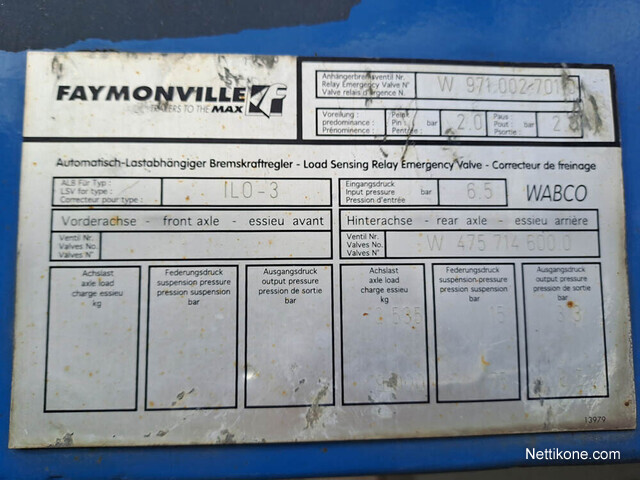 FAYMONVILLE
TRAILERS TO THE MAX
Anhängerbremsventil Nr.
Relay Emergency Valve N°
Valve relais d'urgence N.
Voreilung:
predominance:
Prénominence:
Pein
Pin
Pentrée
bar
2.0
Paus
Pout
Psortie
bar
Automatisch-Lastabhängiger Bremskraftregler - Load Sensing Relay Emergency Valve - Correcteur de freinage
ALB Für Typ:
LSV for type:
Correcteur pour type:
ILO-3
Eingangsdruck
Input pressure
Pression d'entrée
bar
6.5
WABCO
Vorderachse - front axle - essieu avant
Hinterachse - rear axle - essieu arrière
Ventil Nr.
Valves No.
Valves N°
Ventil Nr.
Valves No.
Valves N°
W 475 714 600 0
Achslast
axle load
charge essieu
kg
Federungsdruck
suspension pressure
pression suspension
bar
Ausgangsdruck
output pressure
pression de sortie
bar
Achslast
axle load
charge essieu
kg
Federungsdruck
suspension pressure
pression suspension
bar
Ausgangsdruck
output pressure
pression de sortie
bar
13979
Nettikone.com